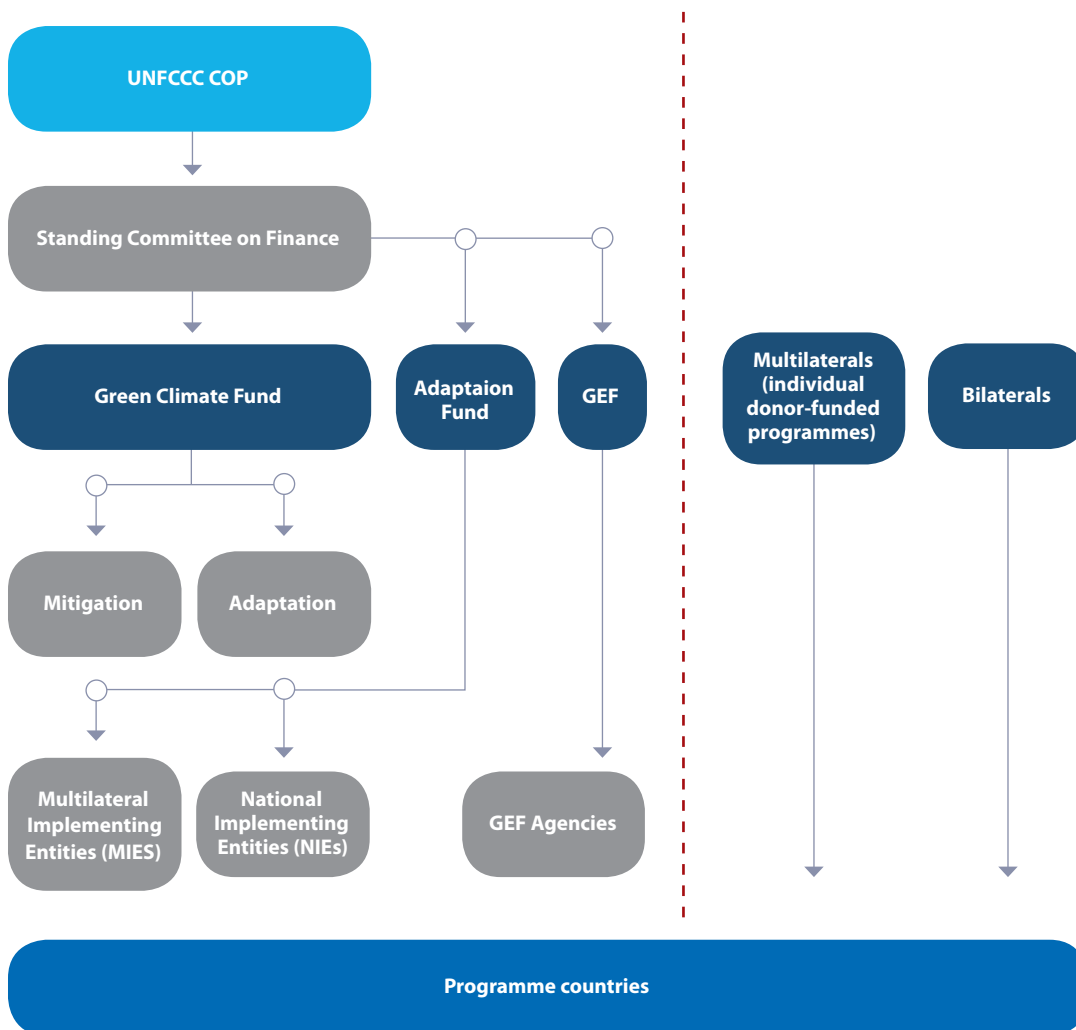 UNFCCC COP
Standing Committee on Finance
Green Climate Fund
Adaptaion
Fund
GEF
Multilaterals
(individual
donor-funded
programmes)
Bilaterals
Mitigation
Adaptation
Multilateral
Implementing
Entities (MIES)
National
Implementing
Entities (NIEs)
GEF Agencies
Programme countries